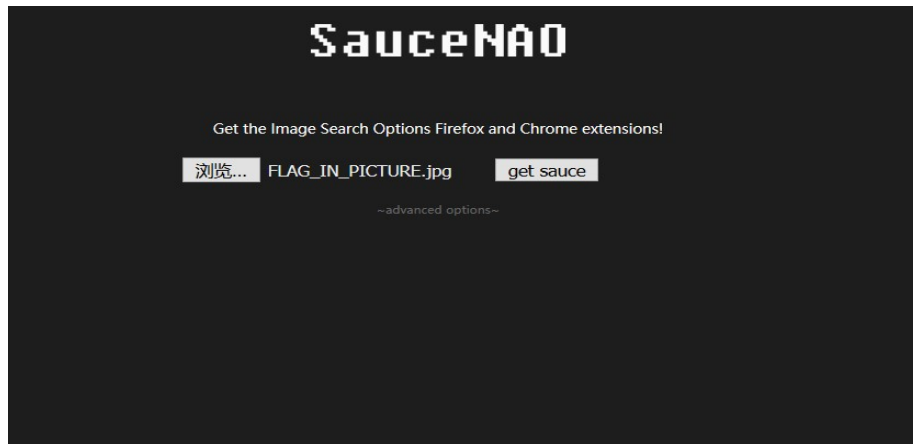 SauceNAO
Get the Image Search Options Firefox and Chrome extensions!
浏览... FLAG_IN_PICTURE.jpg get sauce
~advanced options~